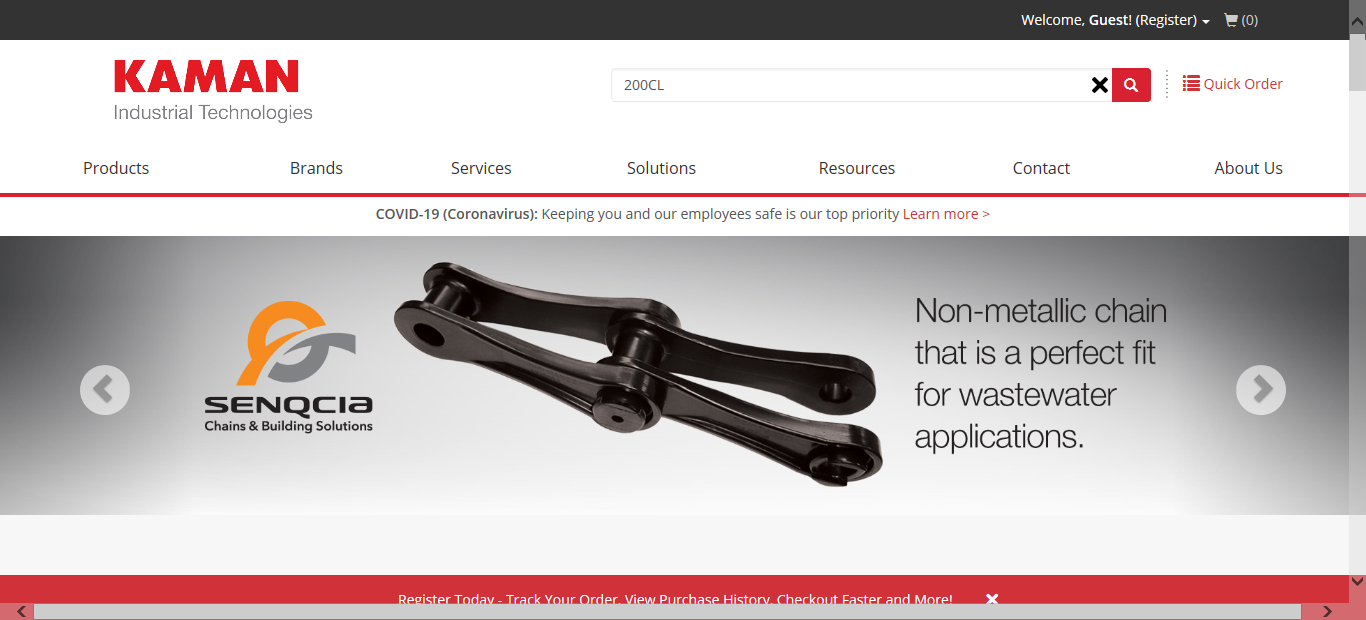 Welcome, Guest! (Register) (0)
KAMAN
Industrial Technologies
200CL
Quick Order
Products Brands Services Solutions Resources Contact About Us
COVID-19 (Coronavirus): Keeping you and our employees safe is our top priority Learn more >
SENQCIA
Chains & Building Solutions
Non-metallic chain
that is a perfect fit
for wastewater
applications.
Register Today - Track Your Order, View Purchase History, Checkout Faster and More!